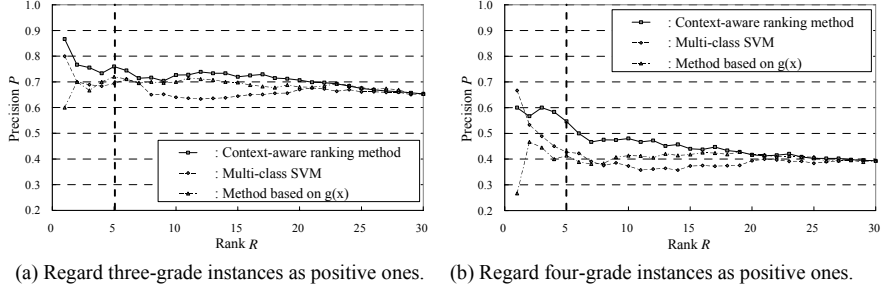 1.0
0.9
0.8
0.7
0.6
0.5
0.4
0.3
0.2
Precision P
: Context-aware ranking method
: Multi-class SVM
: Method based on g(x)
0 5 10 15 20 25 30
Rank R
(a) Regard three-grade instances as positive ones.
1.0
0.9
0.8
0.7
0.6
0.5
0.4
0.3
0.2
Precision P
: Context-aware ranking method
: Multi-class SVM
: Method based on g(x)
0 5 10 15 20 25 30
Rank R
(b) Regard four-grade instances as positive ones.